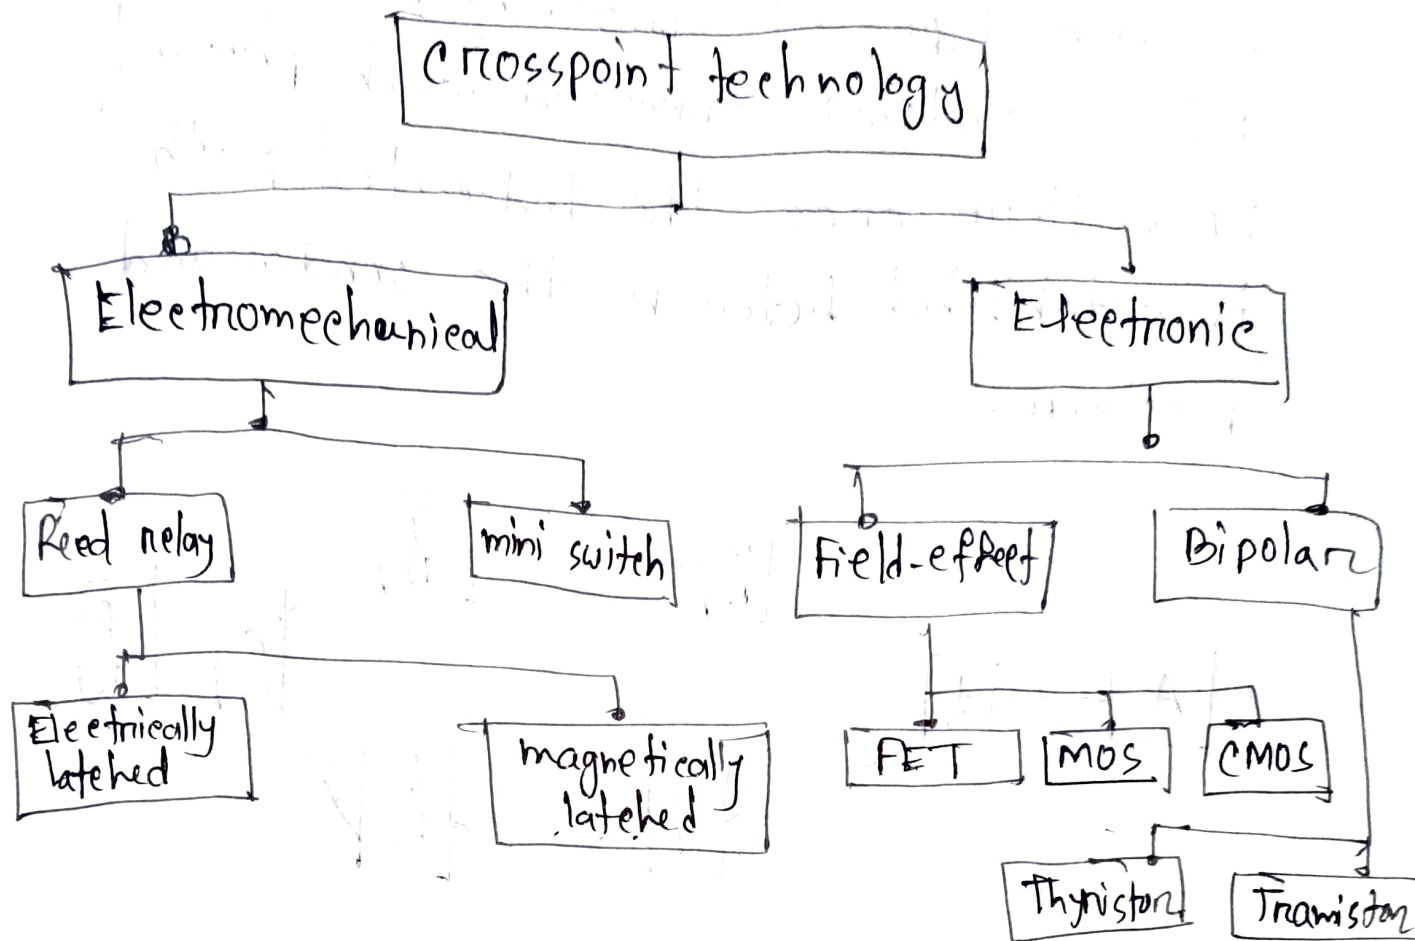 Crosspoint technology
Electromechanical
Electronic
Reed relay
mini switch
Field-effect
Bipolar
Electrically
latched
magnetically
latched
FET
MOS
CMOS
Thyristor
Tramistor